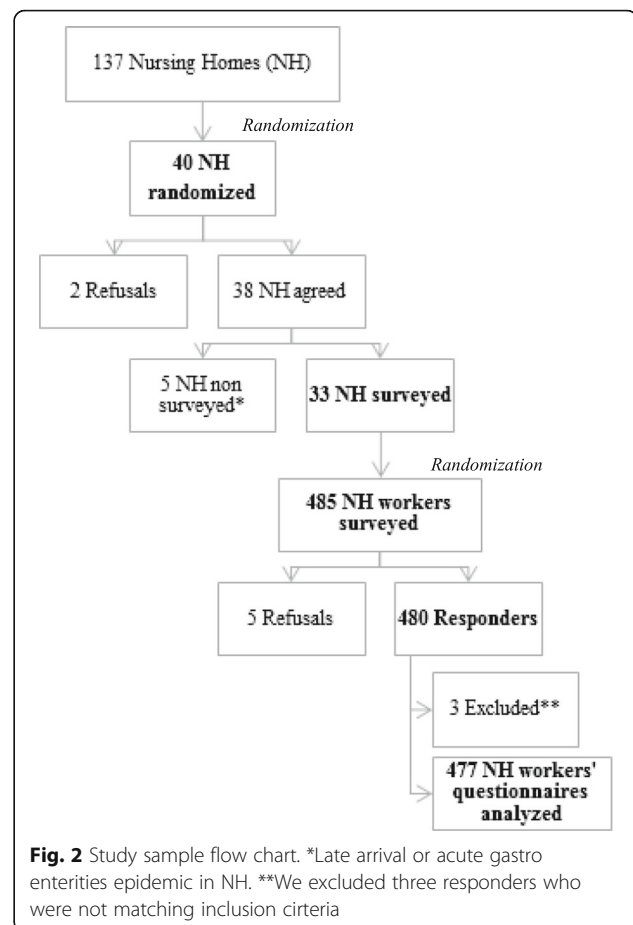 137 Nursing Homes (NH)
Randomization
40 NH
randomized
2 Refusals
38 NH agreed
5 NH non
surveyed*
33 NH surveyed
Randomization
485 NH workers
surveyed
5 Refusals
480 Responders
3 Excluded**
477 NH workers'
questionnaires
analyzed
Fig. 2 Study sample flow chart. *Late arrival or acute gastro
enterities epidemic in NH. **We excluded three responders who
were not matching inclusion cirteria